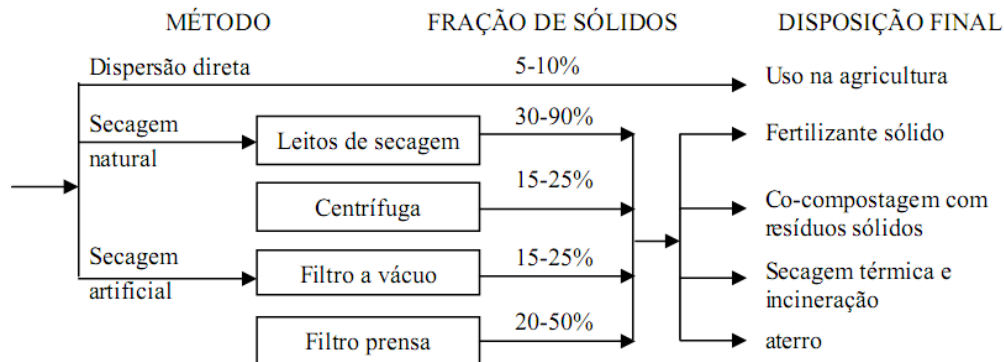 MÉTODO
FRAÇÃO DE SÓLIDOS
DISPOSIÇÃO FINAL
Dispersão direta
5-10%
Uso na agricultura
Secagem
natural
Leitos de secagem
30-90%
Fertilizante sólido
Centrífuga
15-25%
Co-compostagem com
resíduos sólidos
Secagem
artificial
Filtro a vácuo
15-25%
Secagem térmica e
incineração
Filtro prensa
20-50%
aterro